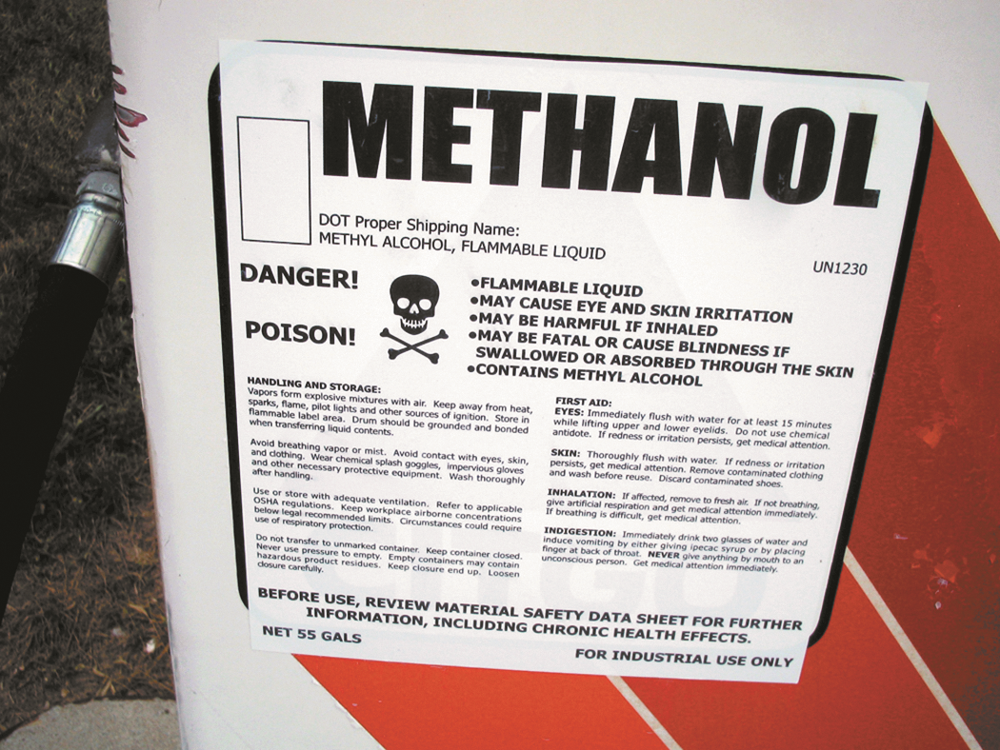 METHANOL
DOT Proper Shipping Name:
METHYL ALCOHOL, FLAMMABLE LIQUID
UN1230
DANGER!
POISON!
•FLAMMABLE LIQUID
•MAY CAUSE EYE AND SKIN IRRITATION
•MAY BE HARMFUL IF INHALED
•MAY BE FATAL OR CAUSE BLINDNESS IF
SWALLOWED OR ABSORBED THROUGH THE SKIN
•CONTAINS METHYL ALCOHOL
HANDLING AND STORAGE:
Vapors form explosive mixtures with air. Keep away from heat,
sparks, flame, pilot lights and other sources of ignition. Store in
flammable label area. Drum should be grounded and bonded
when transferring liquid contents.
Avoid breathing vapor or mist. Avoid contact with eyes, skin,
and clothing. Wear chemical splash goggles, impervious gloves
and other necessary protective equipment. Wash thoroughly
after handling.
Use or store with adequate ventilation. Refer to applicable
OSHA regulations. Keep workplace airborne concentrations
below legal recommended limits. Circumstances could require
use of respiratory protection.
Do not transfer to unmarked container. Keep container closed.
Never use pressure to empty. Empty containers may contain
hazardous product residues. Keep closure end up. Loosen
closure carefully.
FIRST AID:
EYES: Immediately flush with water for at least 15 minutes
while lifting upper and lower eyelids. Do not use chemical
antidote. If redness or irritation persists, get medical attention.
SKIN: Thoroughly flush with water. If redness or irritation
persists, get medical attention. Remove contaminated clothing
and wash before reuse. Discard contaminated shoes.
INHALATION: If affected, remove to fresh air. If not breathing,
give artificial respiration and get medical attention immediately.
If breathing is difficult, get medical attention.
INDIGESTION: Immediately drink two glasses of water and
induce vomiting by either giving ipecac syrup or by placing
finger at back of throat. NEVER give anything by mouth to an
unconscious person. Get medical attention immediately.
BEFORE USE, REVIEW MATERIAL SAFETY DATA SHEET FOR FURTHER
INFORMATION, INCLUDING CHRONIC HEALTH EFFECTS.
NET 55 GALS
FOR INDUSTRIAL USE ONLY